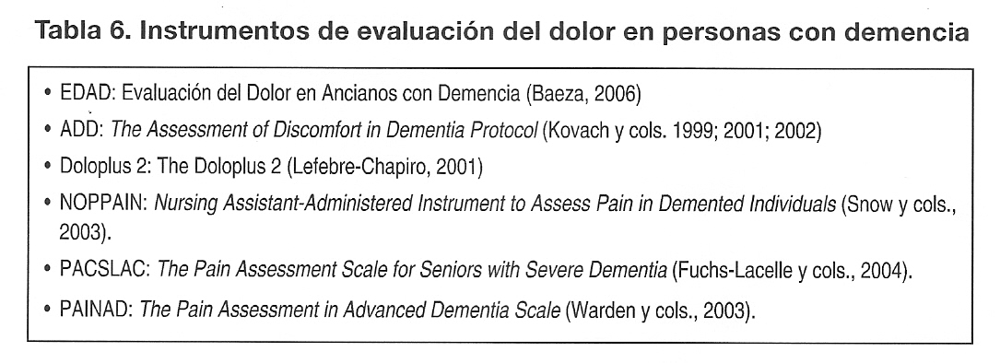 Tabla 6. Instrumentos de evaluación del dolor en personas con demencia
• EDAD: Evaluación del Dolor en Ancianos con Demencia (Baeza, 2006)
• ADD: The Assessment of Discomfort in Dementia Protocol (Kovach y cols. 1999; 2001; 2002)
• Doloplus 2: The Doloplus 2 (Lefebre-Chapiro, 2001)
• NOPPAIN: Nursing Assistant-Administered Instrument to Assess Pain in Demented Individuals (Snow y cols.,
2003).
• PACSLAC: The Pain Assessment Scale for Seniors with Severe Dementia (Fuchs-Lacelle y cols., 2004).
• PAINAD: The Pain Assessment in Advanced Dementia Scale (Warden y cols., 2003).